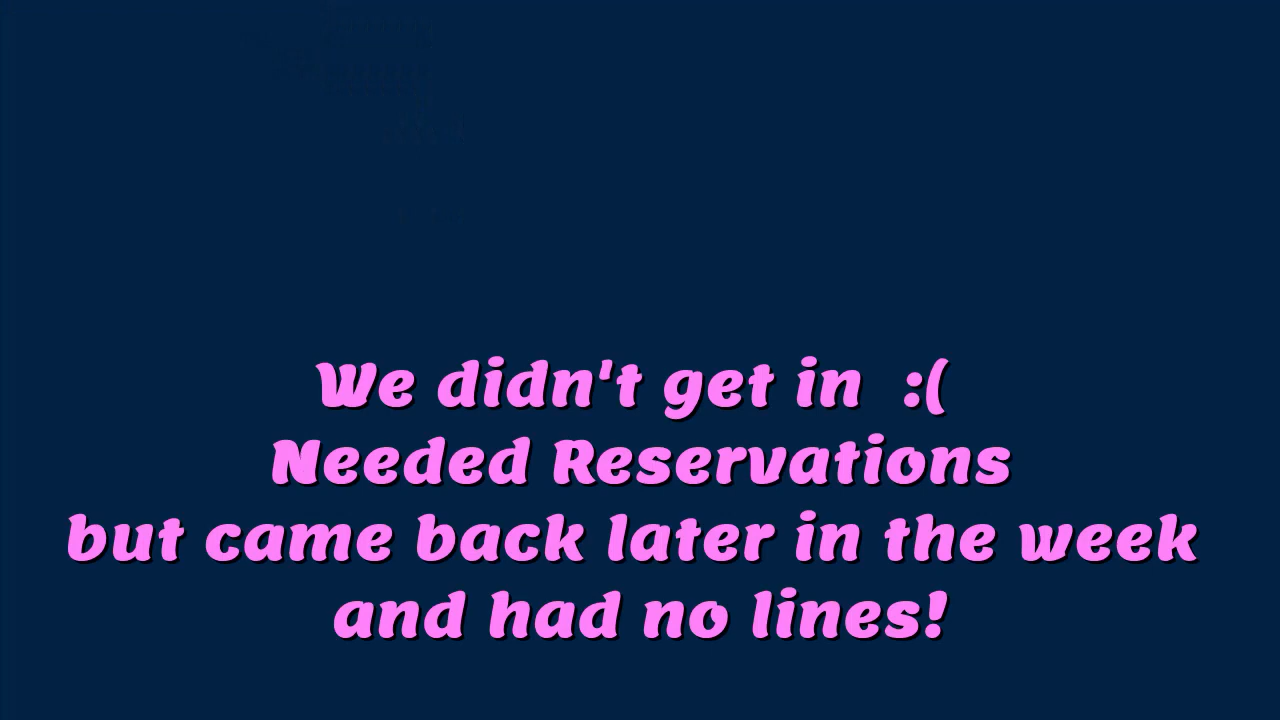 We didn't get in  :(
Needed Reservations
but came back later in the week
and had no lines!